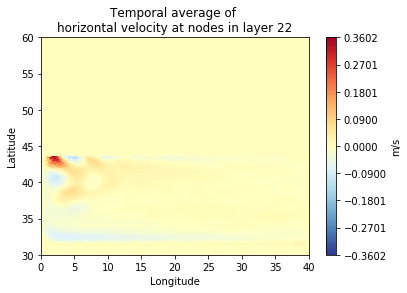 Temporal average of
horizontal velocity at nodes in layer 22
60
55
50
45
40
35
30
Latitude
0 5 10 15 20 25 30 35 40
Longitude
0.3602
0.2701
0.1801
0.0900
0.0000
−0.0900
−0.1801
−0.2701
−0.3602
m/s